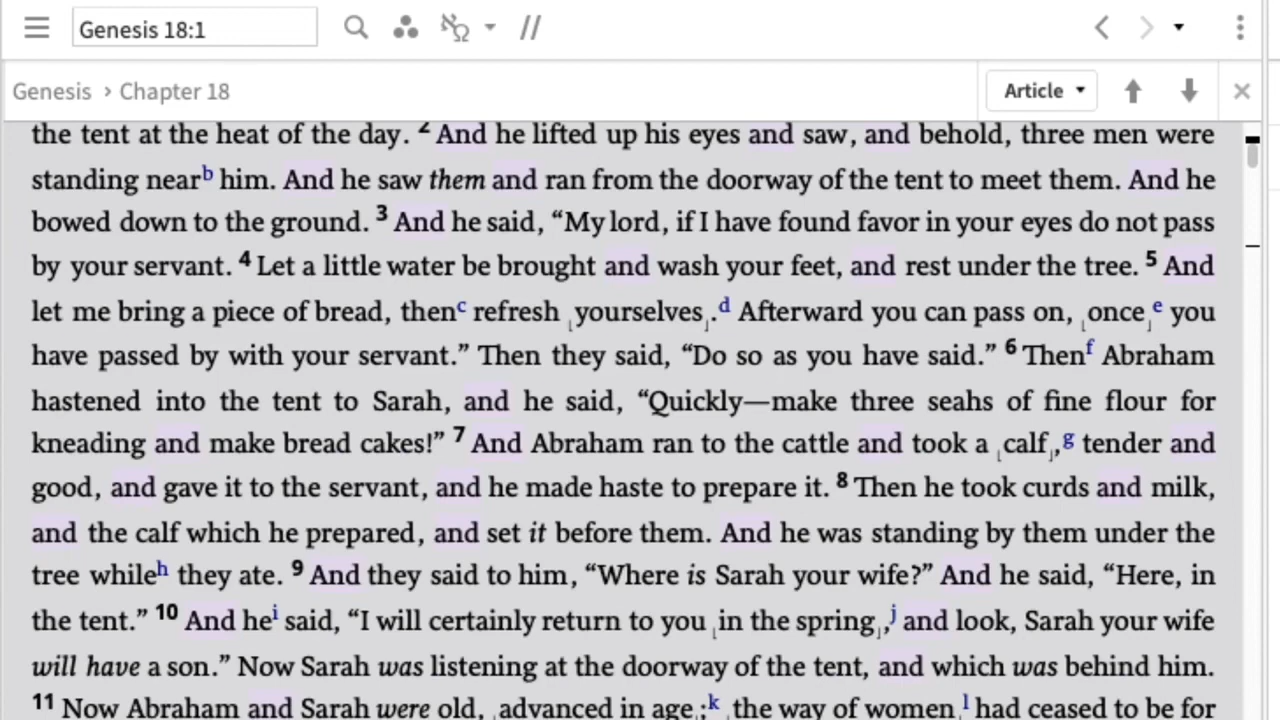 Genesis 18:1
Genesis › Chapter 18
Article
the tent at the heat of the day. 2 And he lifted up his eyes and saw, and behold, three men were
standing nearb him. And he saw them and ran from the doorway of the tent to meet them. And he
bowed down to the ground. 3 And he said, “My lord, if I have found favor in your eyes do not pass
by your servant. 4 Let a little water be brought and wash your feet, and rest under the tree. 5 And
let me bring a piece of bread, thenc refresh ⌊yourselves⌋.d Afterward you can pass on, ⌊once⌋e you
have passed by with your servant.” Then they said, “Do so as you have said.” 6 Thenf Abraham
hastened into the tent to Sarah, and he said, “Quickly—make three seahs of fine flour for
kneading and make bread cakes!” 7 And Abraham ran to the cattle and took a ⌊calf⌋,g tender and
good, and gave it to the servant, and he made haste to prepare it. 8 Then he took curds and milk,
and the calf which he prepared, and set it before them. And he was standing by them under the
tree whileh they ate. 9 And they said to him, “Where is Sarah your wife?” And he said, “Here, in
the tent.” 10 And hei said, “I will certainly return to you ⌊in the spring⌋,j and look, Sarah your wife
will have a son.” Now Sarah was listening at the doorway of the tent, and which was behind him.
11 Now Abraham and Sarah were old, ⌊advanced in age⌋;k ⌊the way of women⌋l had ceased to be for